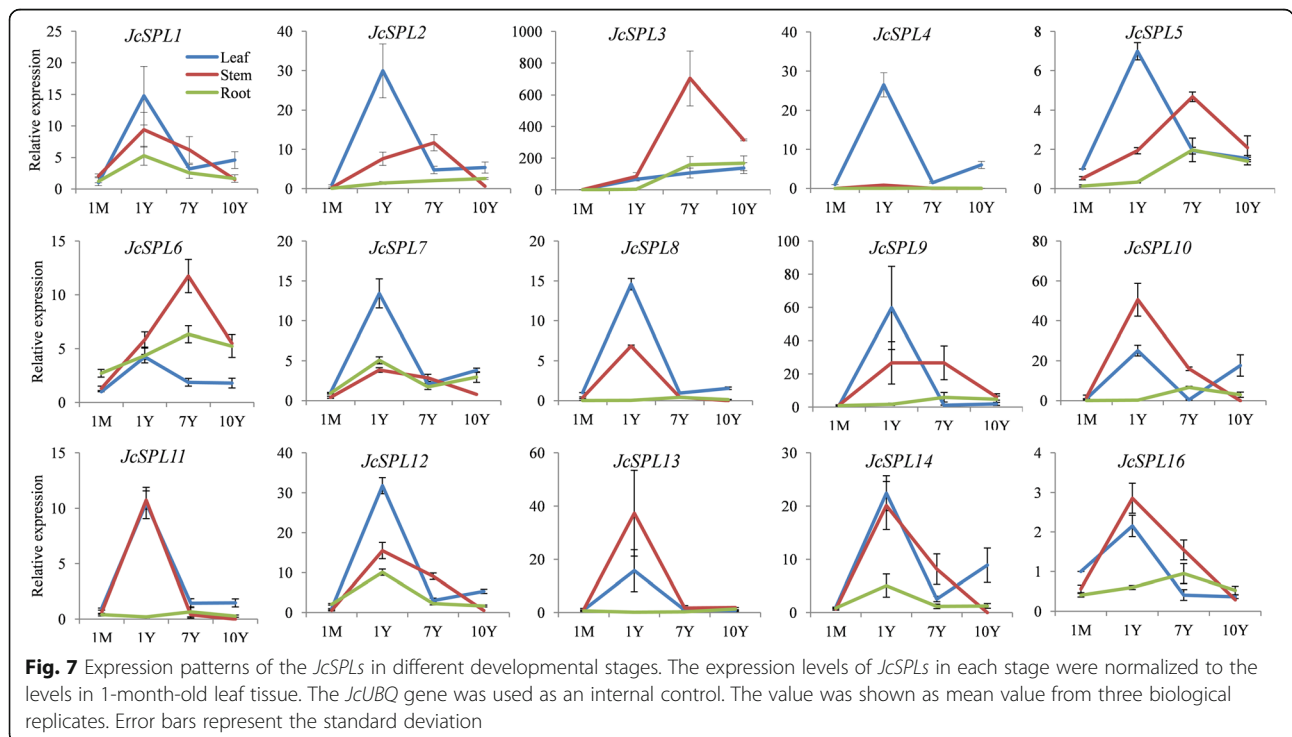 JcSPL1
25
20
15
10
5
0
Relative expression
Leaf
Stem
Root
1M 1Y 7Y 10Y
JcSPL2
40
30
20
10
0
1M 1Y 7Y 10Y
JcSPL3
1000
800
600
400
200
0
1M 1Y 7Y 10Y
JcSPL4
40
30
20
10
0
1M 1Y 7Y 10Y
JcSPL5
8
6
4
2
0
1M 1Y 7Y 10Y
JcSPL6
15
10
5
0
Relative expression
1M 1Y 7Y 10Y
JcSPL7
20
15
10
5
0
1M 1Y 7Y 10Y
JcSPL8
20
15
10
5
0
1M 1Y 7Y 10Y
JcSPL9
100
80
60
40
20
0
1M 1Y 7Y 10Y
JcSPL10
80
60
40
20
0
1M 1Y 7Y 10Y
JcSPL11
15
10
5
0
Relative expression
1M 1Y 7Y 10Y
JcSPL12
40
30
20
10
0
1M 1Y 7Y 10Y
JcSPL13
60
40
20
0
1M 1Y 7Y 10Y
JcSPL14
30
20
10
0
1M 1Y 7Y 10Y
JcSPL16
4
3
2
1
0
1M 1Y 7Y 10Y
Fig. 7 Expression patterns of the JcSPLs in different developmental stages. The expression levels of JcSPLs in each stage were normalized to the
levels in 1-month-old leaf tissue. The JcUBQ gene was used as an internal control. The value was shown as mean value from three biological
replicates. Error bars represent the standard deviation